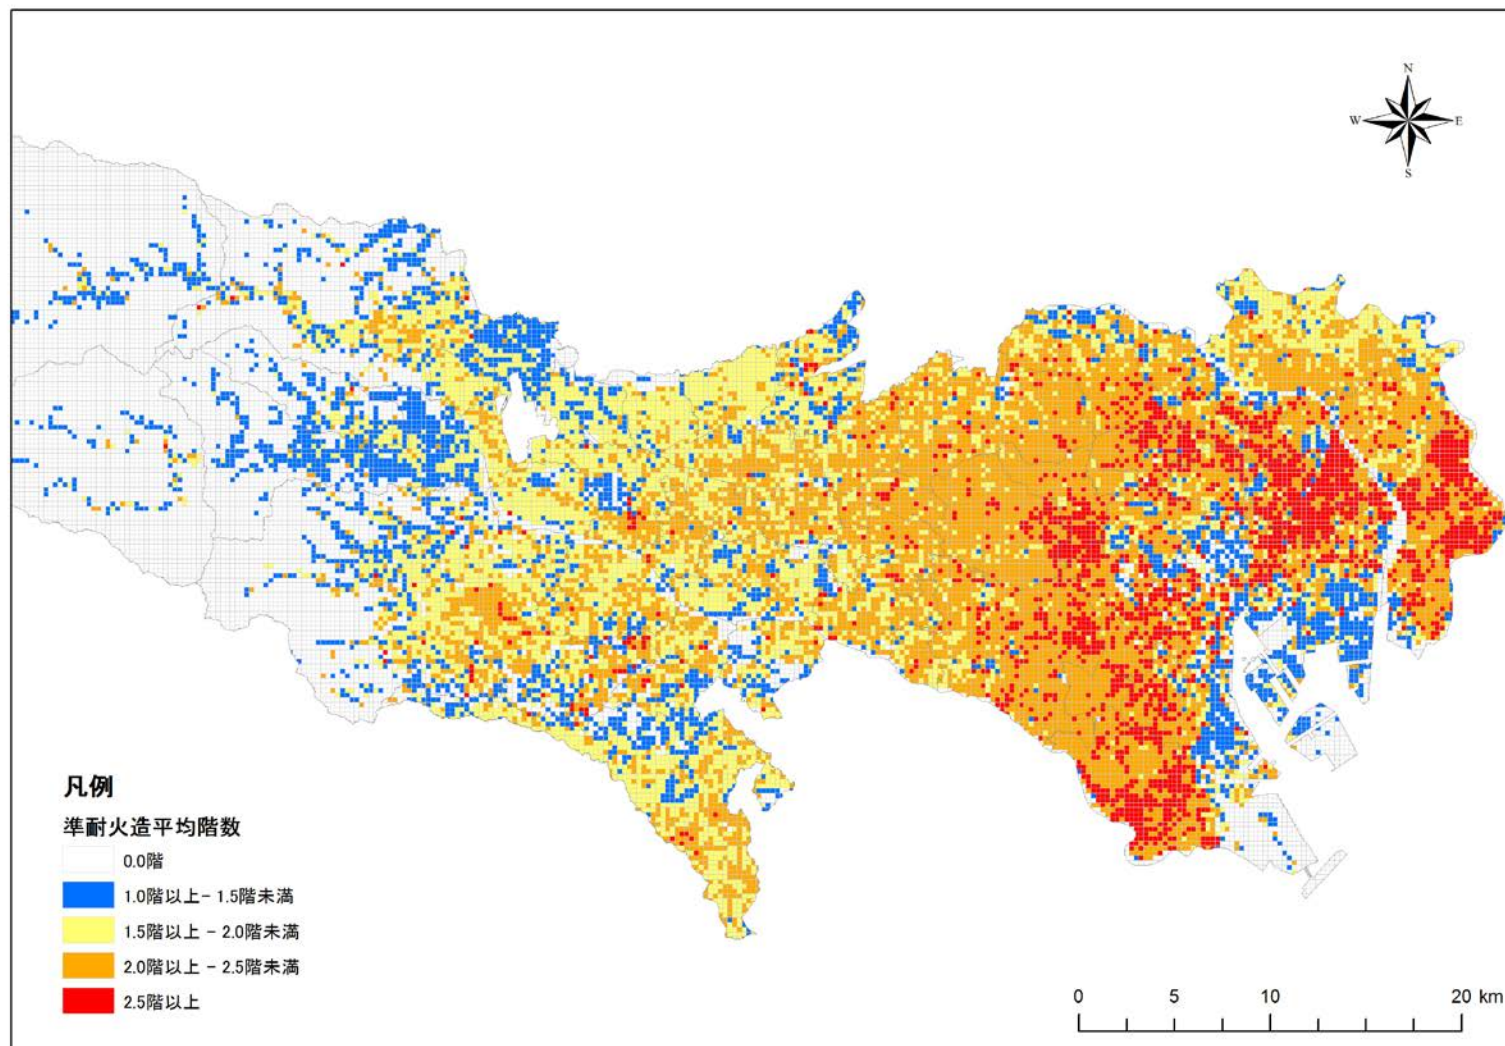 N
W E
S
凡例
準耐火造平均階数
0.0階
1.0階以上- 1.5階未満
1.5階以上 - 2.0階未満
2.0階以上 - 2.5階未満
2.5階以上
0 5 10 20 km